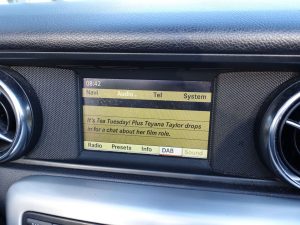 08:42
Navi Audio Tel System
It's Tea Tuesday! Plus Teyana Taylor drops
in for a chat about her film role.
Radio Presets Info DAB Sound